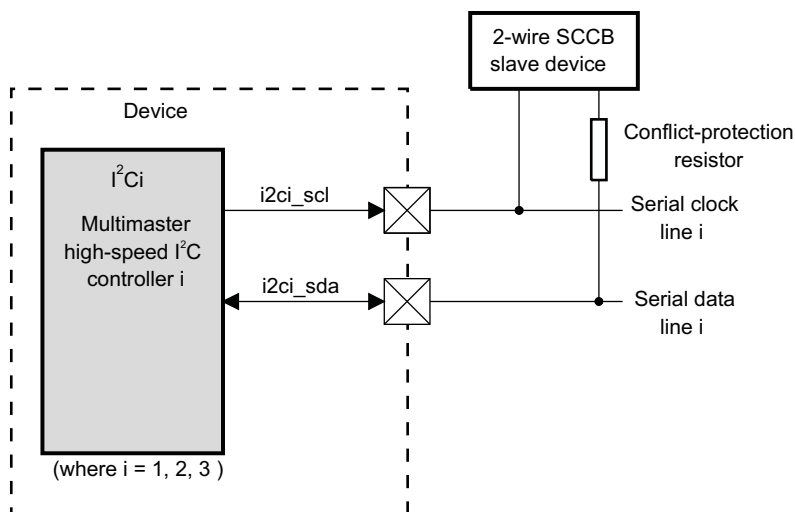 2-wire SCCB
slave device
Device
Conflict-protection
resistor
I²Ci
Multimaster
high-speed I²C
controller i
i2ci_scl
Serial clock
line i
i2ci_sda
Serial data
line i
(where i = 1, 2, 3 )